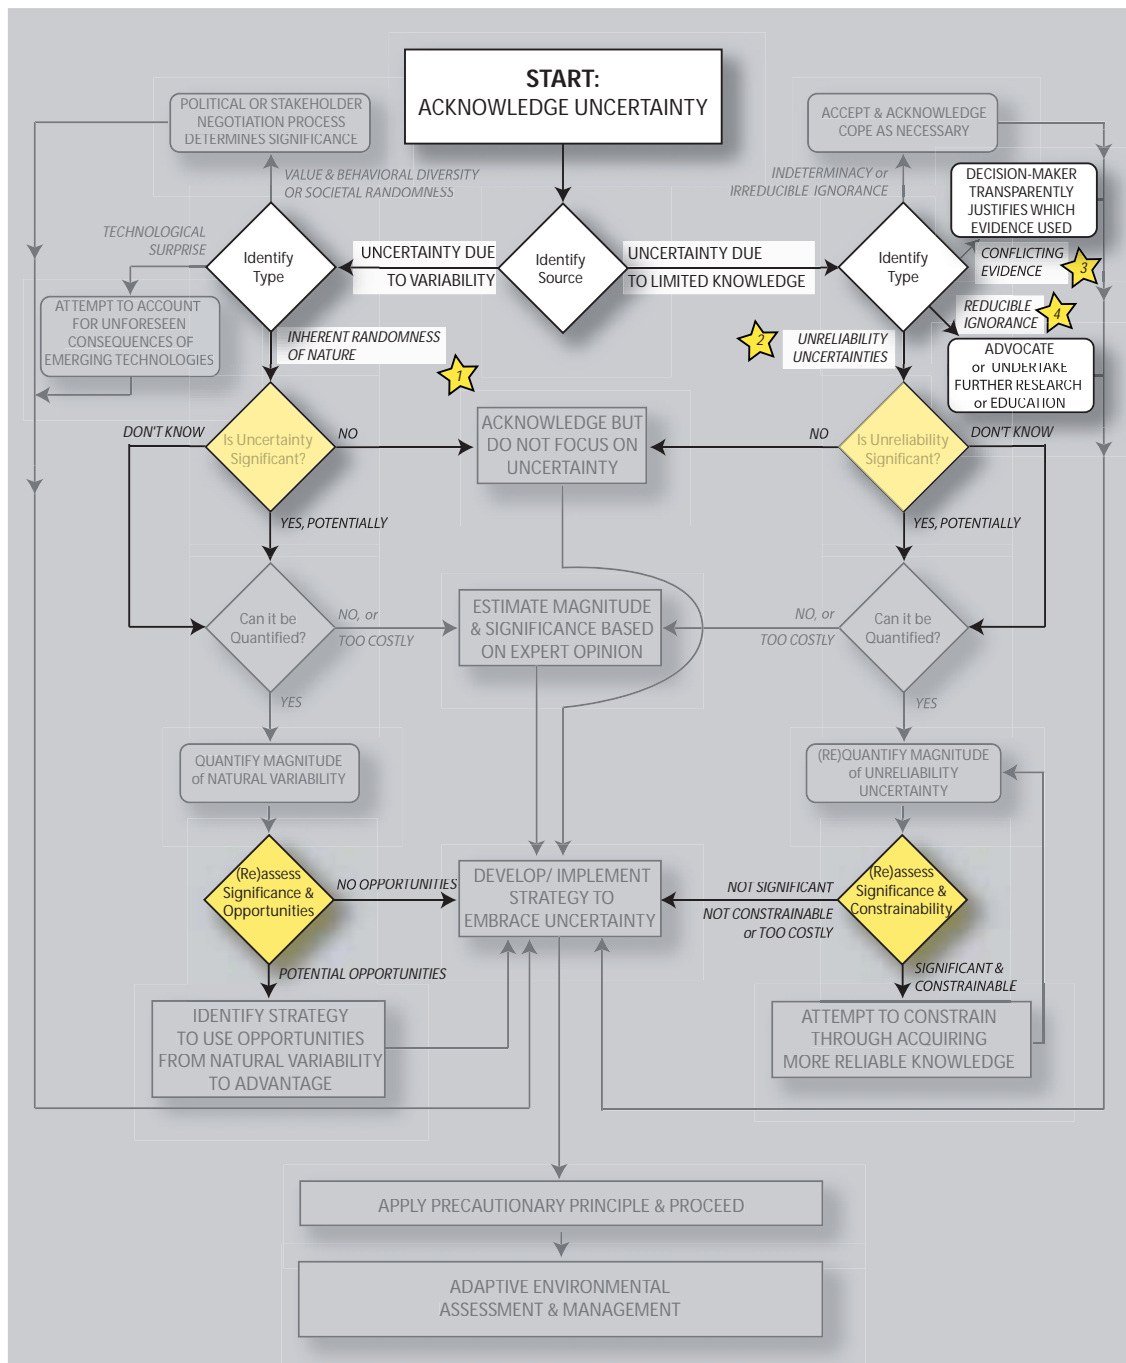 START:
ACKNOWLEDGE UNCERTAINTY
POLITICAL OR STAKEHOLDER
NEGOTIATION PROCESS
DETERMINES SIGNIFICANCE
ACCEPT & ACKNOWLEDGE
COPE AS NECESSARY
VALUE & BEHAVIORAL DIVERSITY
OR SOCIETAL RANDOMNESS
INDETERMINACY or
IRREDUCIBLE IGNORANCE
DECISION-MAKER
TRANSPARENTLY
JUSTIFIES WHICH
EVIDENCE USED
TECHNOLOGICAL
SURPRISE
Identify
Type
UNCERTAINTY DUE
TO VARIABILITY
Identify
Source
UNCERTAINTY DUE
TO LIMITED KNOWLEDGE
Identify
Type
CONFLICTING
EVIDENCE
3
ATTEMPT TO ACCOUNT
FOR UNFORESEEN
CONSEQUENCES OF
EMERGING TECHNOLOGIES
REDUCIBLE
IGNORANCE
4
INHERENT RANDOMNESS
OF NATURE
1
2
UNRELIABILITY
UNCERTAINTIES
ADVOCATE
or UNDERTAKE
FURTHER RESEARCH
or EDUCATION
DON'T KNOW
Is Uncertainty
Significant?
NO
ACKNOWLEDGE BUT
DO NOT FOCUS ON
UNCERTAINTY
NO
Is Unreliability
Significant?
DON'T KNOW
YES, POTENTIALLY
YES, POTENTIALLY
Can it be
Quantified?
NO, or
TOO COSTLY
ESTIMATE MAGNITUDE
& SIGNIFICANCE BASED
ON EXPERT OPINION
NO, or
TOO COSTLY
Can it be
Quantified?
YES
YES
QUANTIFY MAGNITUDE
of NATURAL VARIABILITY
(RE)QUANTIFY MAGNITUDE
of UNRELIABILITY
UNCERTAINTY
(Re)assess
Significance &
Opportunities
NO OPPORTUNITIES
DEVELOP/ IMPLEMENT
STRATEGY TO
EMBRACE UNCERTAINTY
NOT SIGNIFICANT
NOT CONSTRAINABLE
or TOO COSTLY
(Re)assess
Significance &
Constrainability
POTENTIAL OPPORTUNITIES
SIGNIFICANT &
CONSTRAINABLE
IDENTIFY STRATEGY
TO USE OPPORTUNITIES
FROM NATURAL VARIABILITY
TO ADVANTAGE
ATTEMPT TO CONSTRAIN
THROUGH ACQUIRING
MORE RELIABLE KNOWLEDGE
APPLY PRECAUTIONARY PRINCIPLE & PROCEED
ADAPTIVE ENVIRONMENTAL
ASSESSMENT & MANAGEMENT